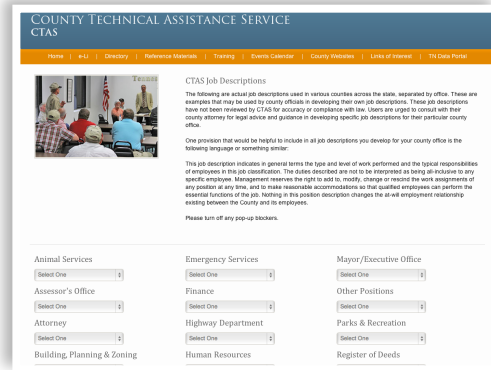 County Technical Assistance Service
CTAS
Home | e-Li | Directory | Reference Materials | Training | Events Calendar | County Websites | Links of Interest | TN Data Portal
CTAS Job Descriptions
The following are actual job descriptions used in various counties across the state, separated by office. These are
examples that may be used by county officials in developing their own job descriptions. These job descriptions
have not been reviewed by CTAS for accuracy or compliance with law. Users are urged to consult with their
county attorney for legal advice and guidance in developing specific job descriptions for their particular county
office.
One provision that would be helpful to include in all job descriptions you develop for your county office is the
following language or something similar:
This job description indicates in general terms the type and level of work performed and the typical responsibilities
of employees in this job classification. The duties described are not to be interpreted as being all-inclusive to any
specific employee. Management reserves the right to add to, modify, change or rescind the work assignments of
any position at any time, and to make reasonable accommodations so that qualified employees can perform the
essential functions of the job. Nothing in this position description changes the at-will employment relationship
existing between the County and its employees.
Please turn off any pop-up blockers.
Animal Services Emergency Services Mayor/Executive Office
Select One Select One Select One
Assessor's Office Finance Other Positions
Select One Select One Select One
Attorney Highway Department Parks & Recreation
Select One Select One Select One
Building, Planning & Zoning Human Resources Register of Deeds